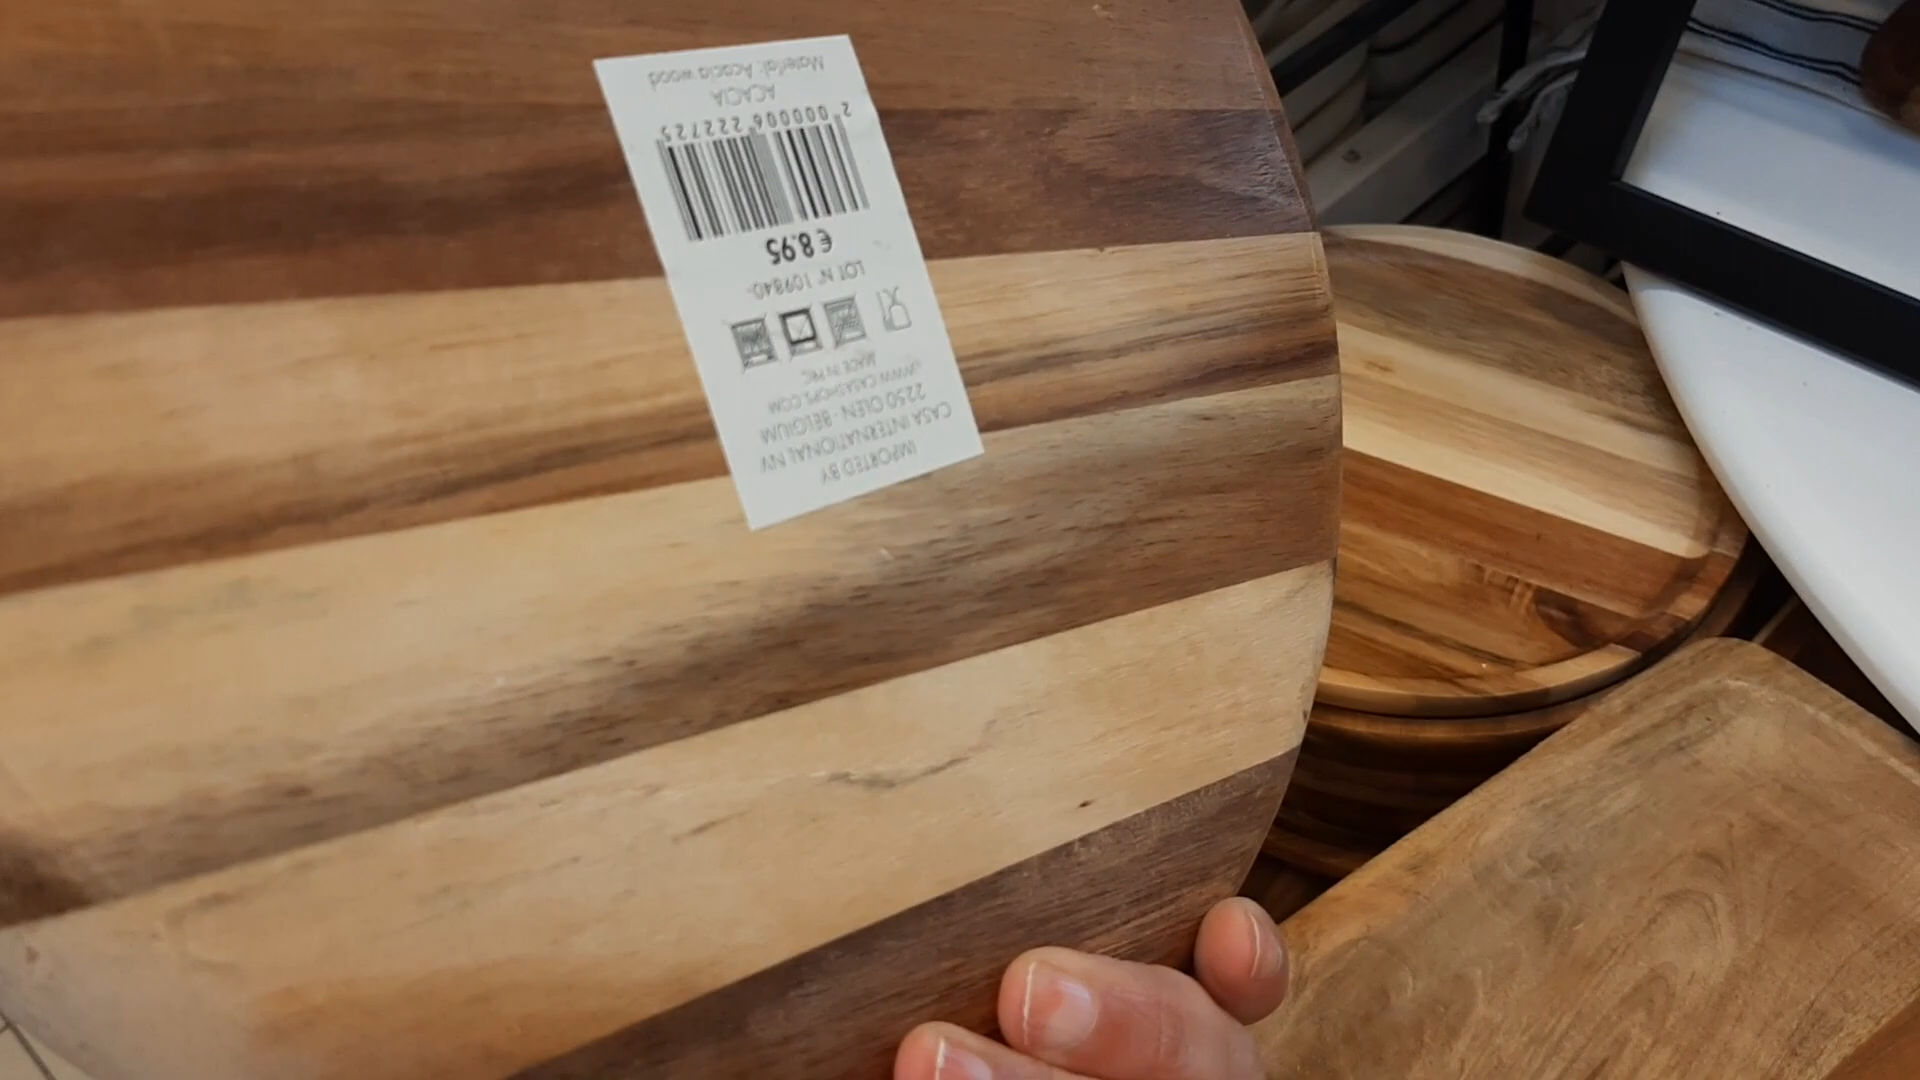 Material: Acacia wood
ACACIA
2 000006 222725
€ 8.95
LOT N° 109840-
MADE IN PRC
WWW.CASASHOPS.COM
2250 OLEN - BELGIUM
CASA INTERNATIONAL NV
IMPORTED BY